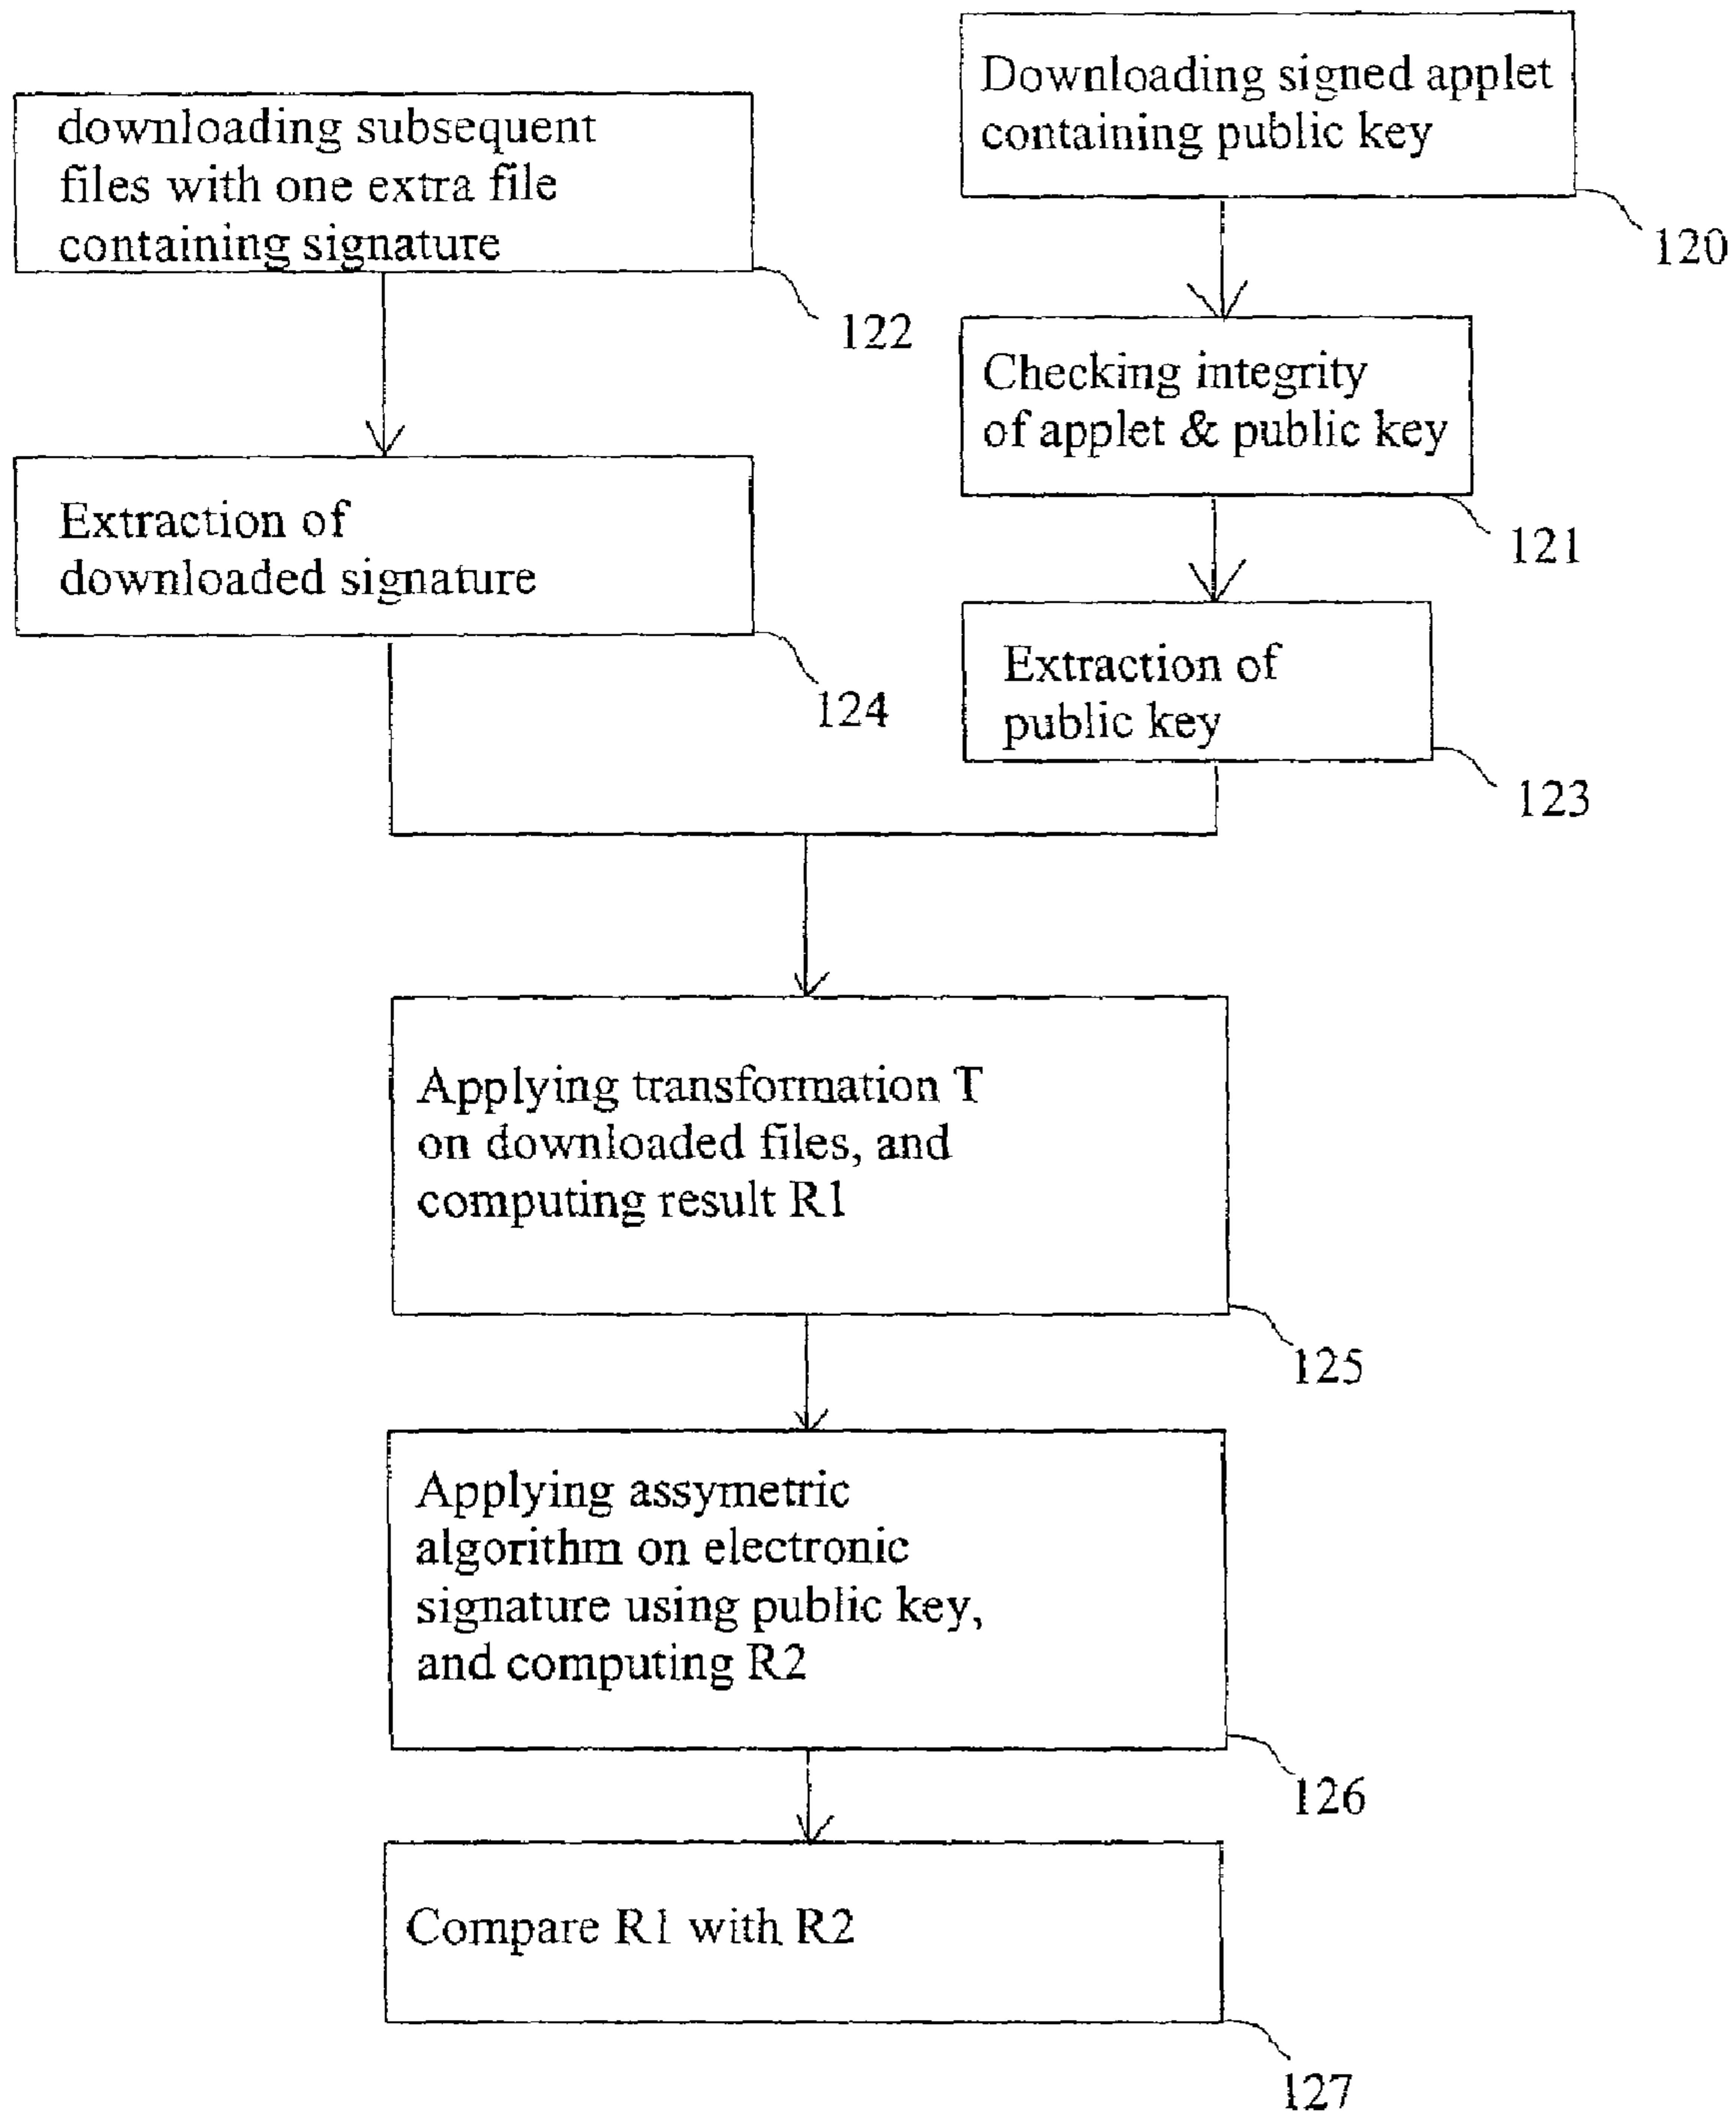 Downloading signed applet
containing public key
120
downloading subsequent
files with one extra file
containing signature
122
Checking integrity
of applet & public key
121
Extraction of
downloaded signature
124
Extraction of
public key
123
Applying transformation T
on downloaded files, and
computing result R1
125
Applying assymetric
algorithm on electronic
signature using public key,
and computing R2
126
Compare R1 with R2
127